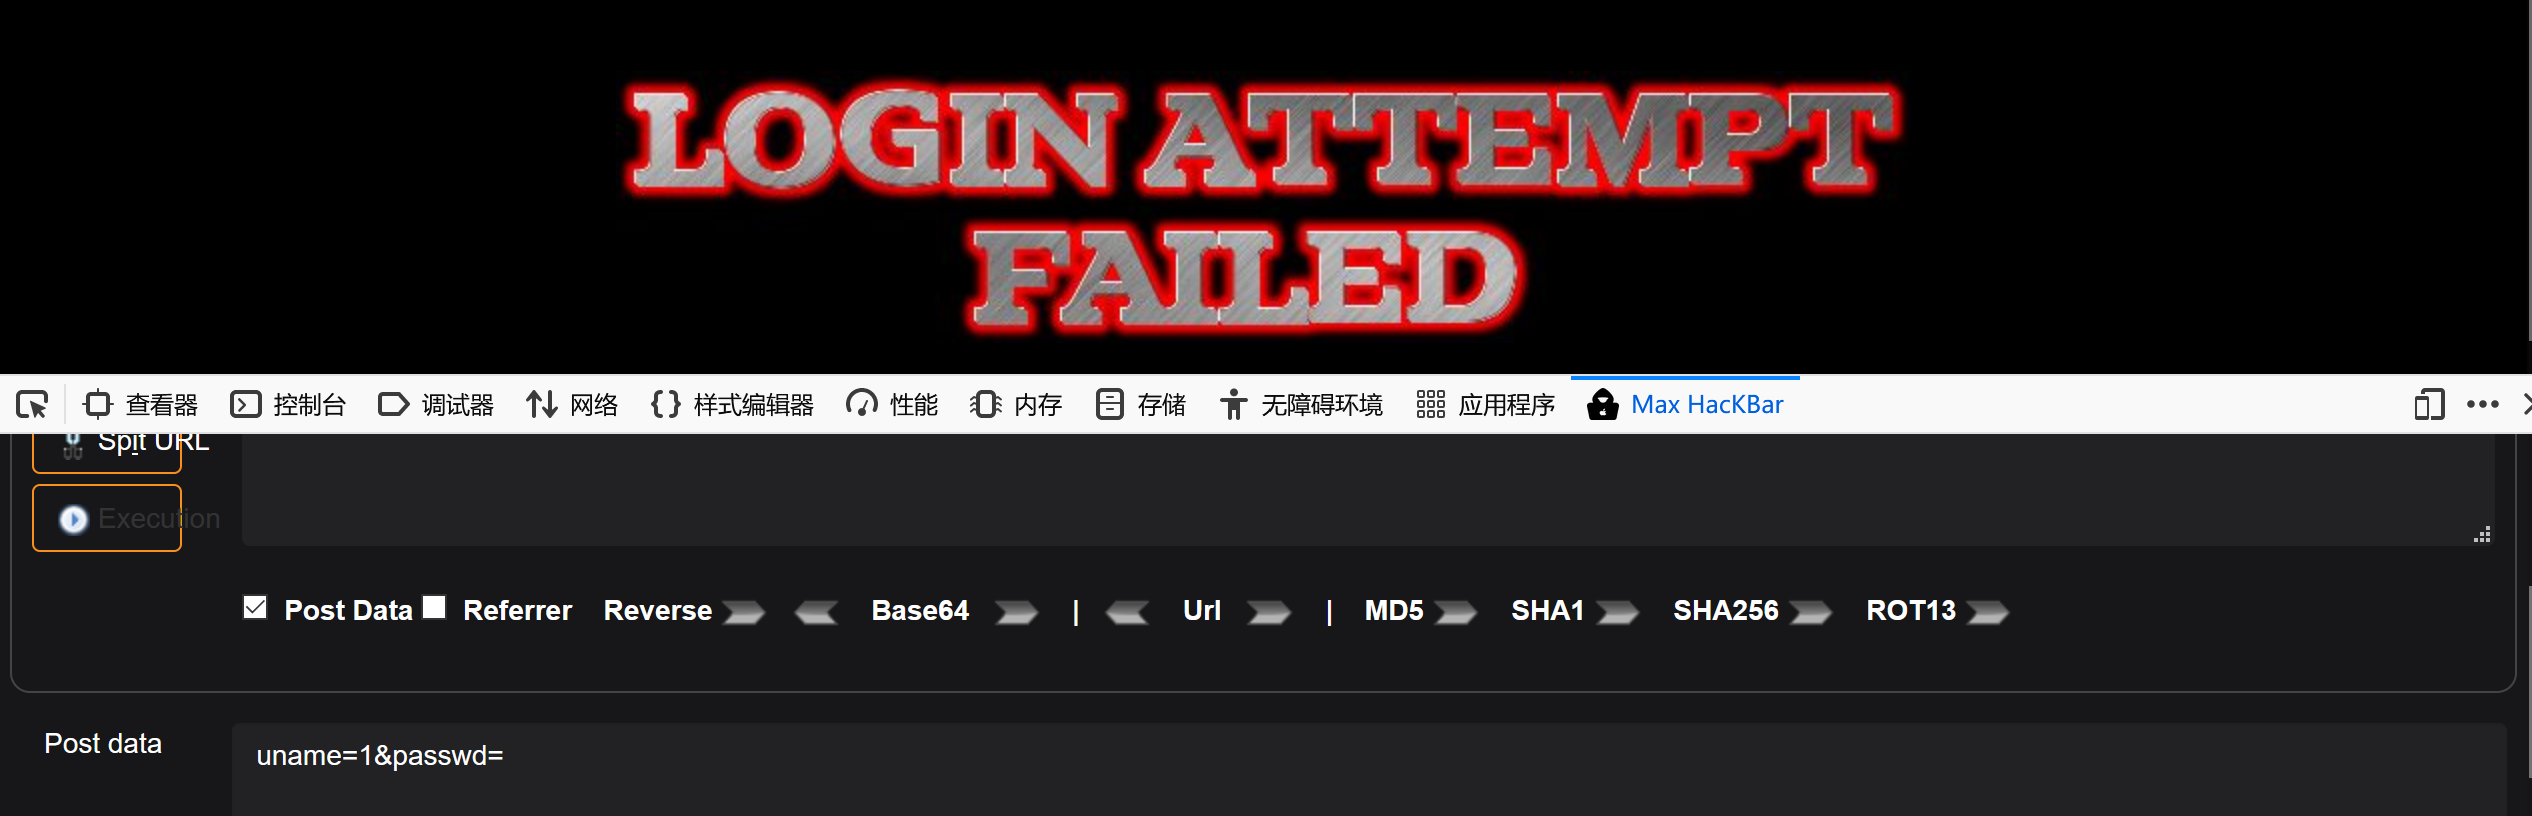 LOGIN ATTEMPT
FAILED
查看器 控制台 调试器 网络 样式编辑器 性能 内存 存储 无障碍环境 应用程序 Max HacKBar
Spit URL
Execution
Post Data Referrer Reverse Base64 | Url | MD5 SHA1 SHA256 ROT13
Post data
uname=1&passwd=